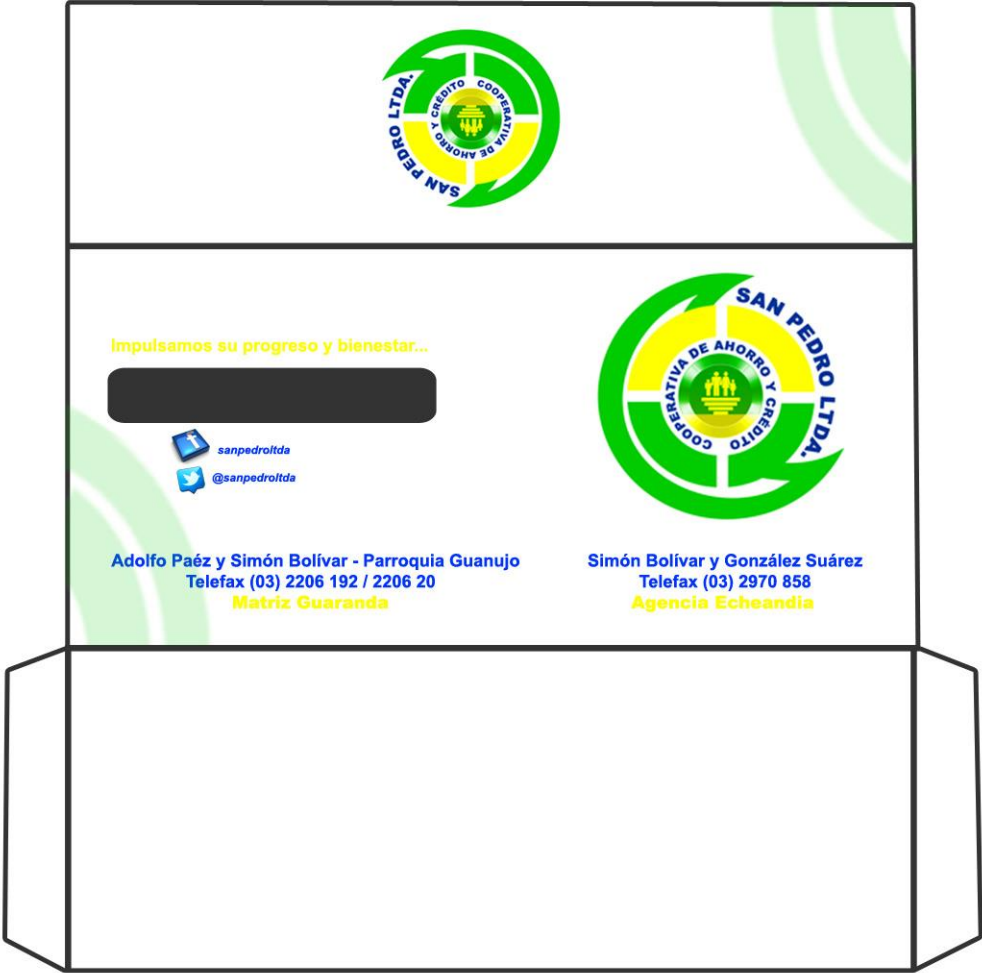 SAN PEDRO LTDA.
COOPERATIVA DE AHORRO Y CRÉDITO
SAN PEDRO LTDA.
COOPERATIVA DE AHORRO Y CRÉDITO
Impulsamos su progreso y bienestar...
sanpedroltda
@sanpedroltda
Adolfo Paéz y Simón Bolívar - Parroquia Guanujo
Telefax (03) 2206 192 / 2206 20
Matriz Guaranda
Simón Bolívar y González Suárez
Telefax (03) 2970 858
Agencia Echeandia